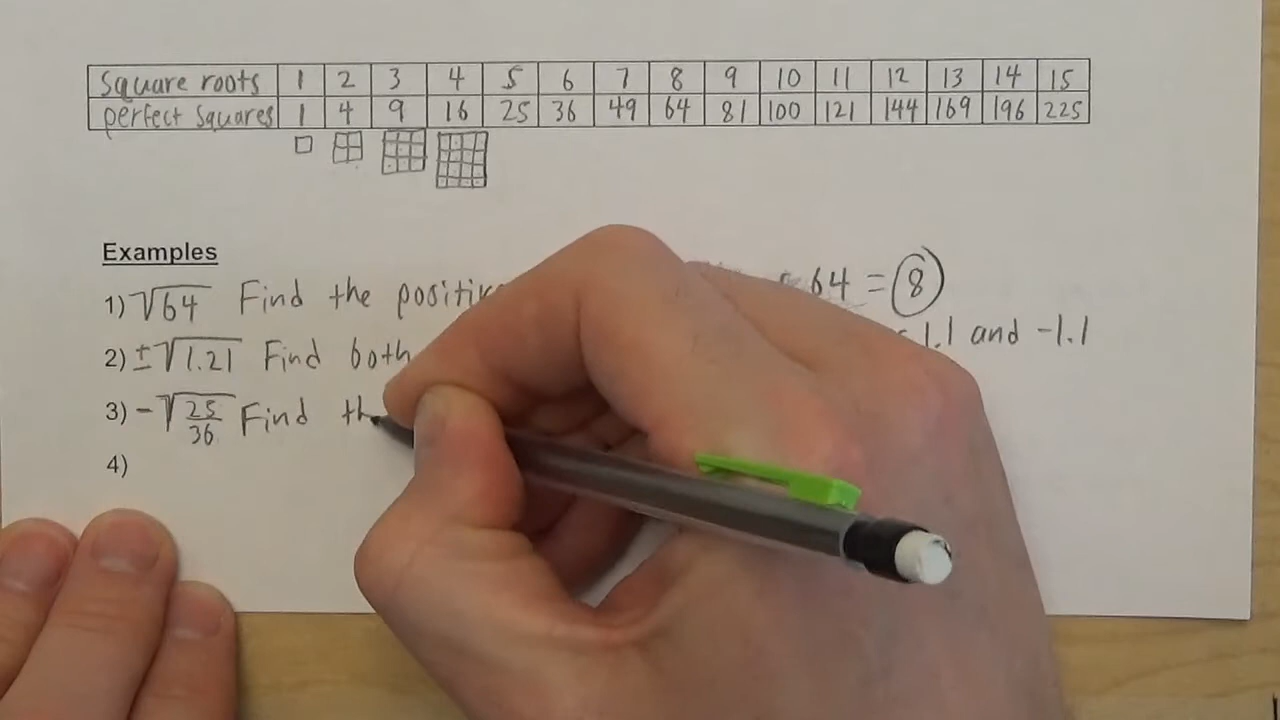 Square roots 1 2 3 4 5 6 7 8 9 10 11 12 13 14 15
perfect squares 1 4 9 16 25 36 49 64 81 100 121 144 169 196 225
Examples
1) √64 Find the positive 64 = 8
2) ±√1.21 Find both 1.1 and -1.1
3) -√25/36 Find th
4)